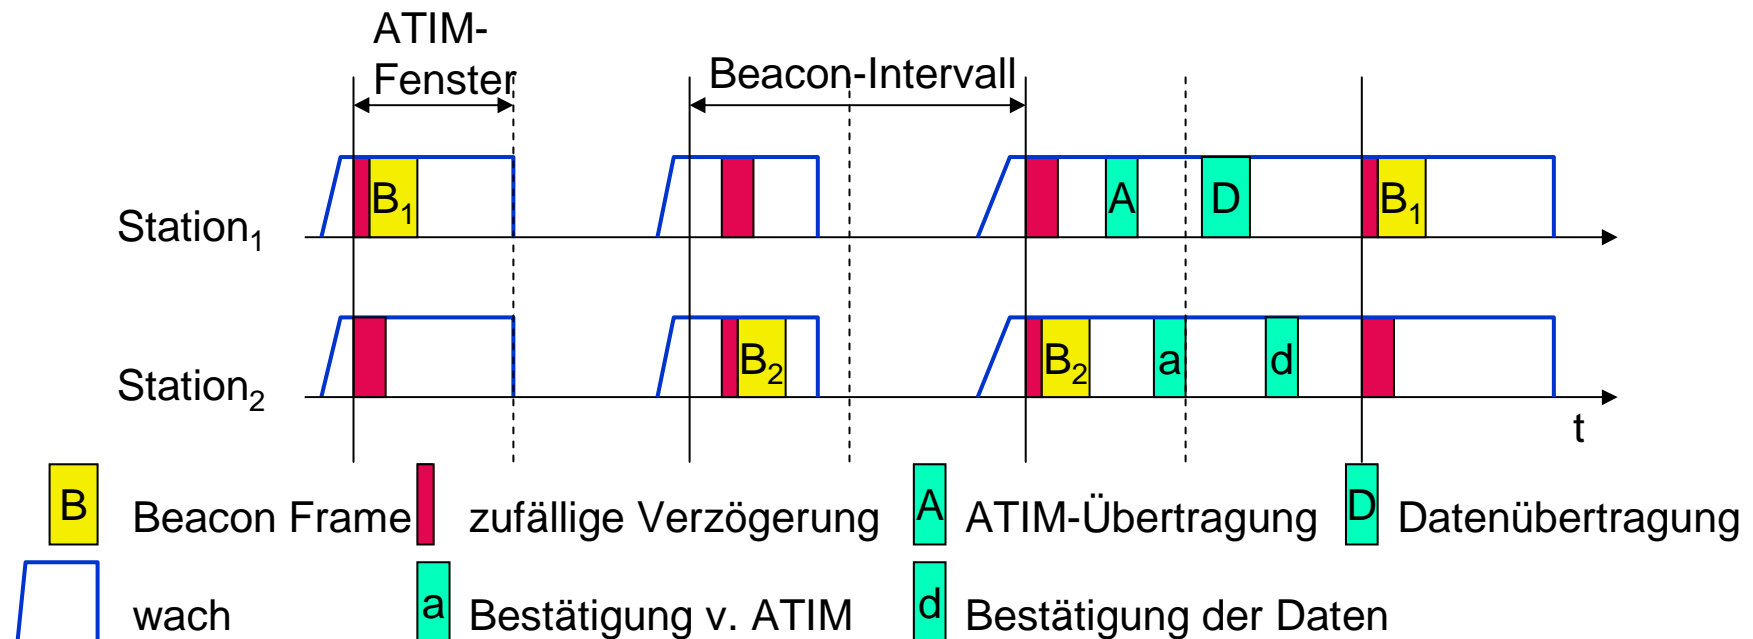 ATIM-
Fenster
Beacon-Intervall
Station₁
B₁
A
D
B₁
Station₂
B₂
B₂
a
d
t
B Beacon Frame
zufällige Verzögerung
A ATIM-Übertragung
D Datenübertragung
wach
a Bestätigung v. ATIM
d Bestätigung der Daten